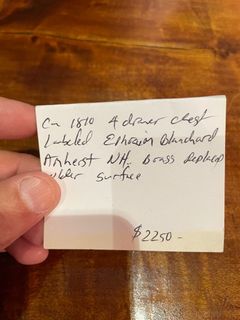 Ca 1810 4 drawer chest
Labeled Ephraim Blanchard
Amherst NH. Brass replaced
older surface
$2250-